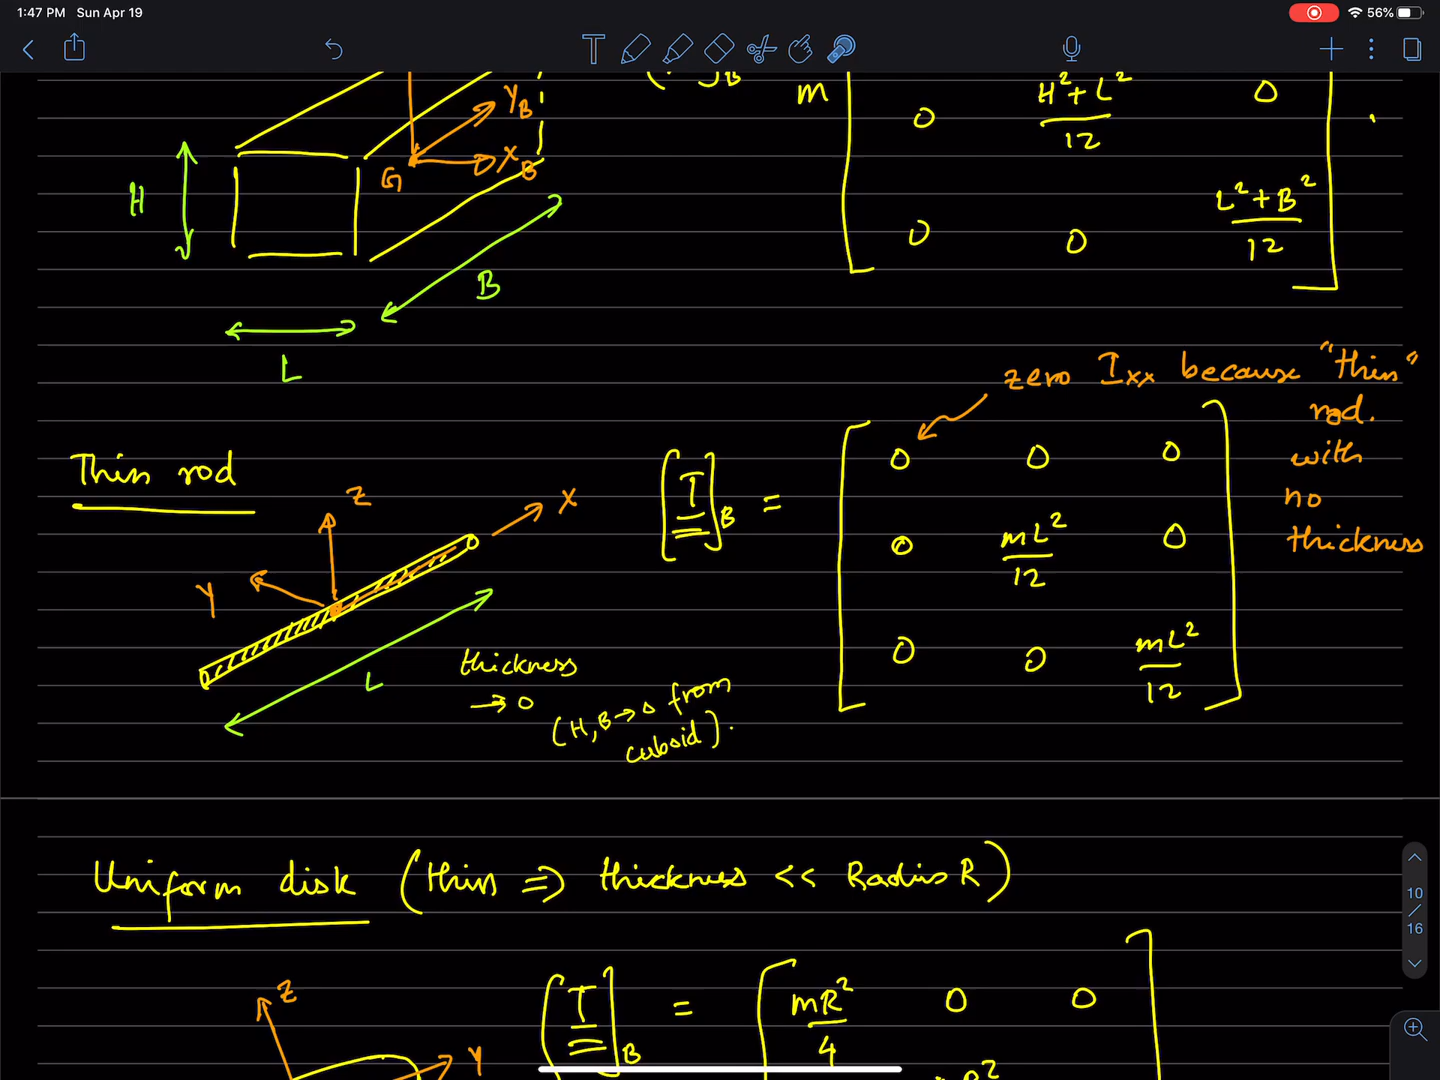 1:47 PM Sun Apr 19
56%
T
m
H²+L²
0
0
12
Y_B
X_B
G
H
L²+B²
0
0
12
B
L
zero I_xx because "thin"
rod.
with
no
thickness
Thin rod
Z
X
Y
[I]_B =
0 0 0
0 mL²/12 0
0 0 mL²/12
L
thickness
→ 0
(H, B → 0 from
cuboid).
10
/
16
Uniform disk (thin ⇒ thickness << Radius R)
Z
Y
[I]_B =
mR²/4 0 0